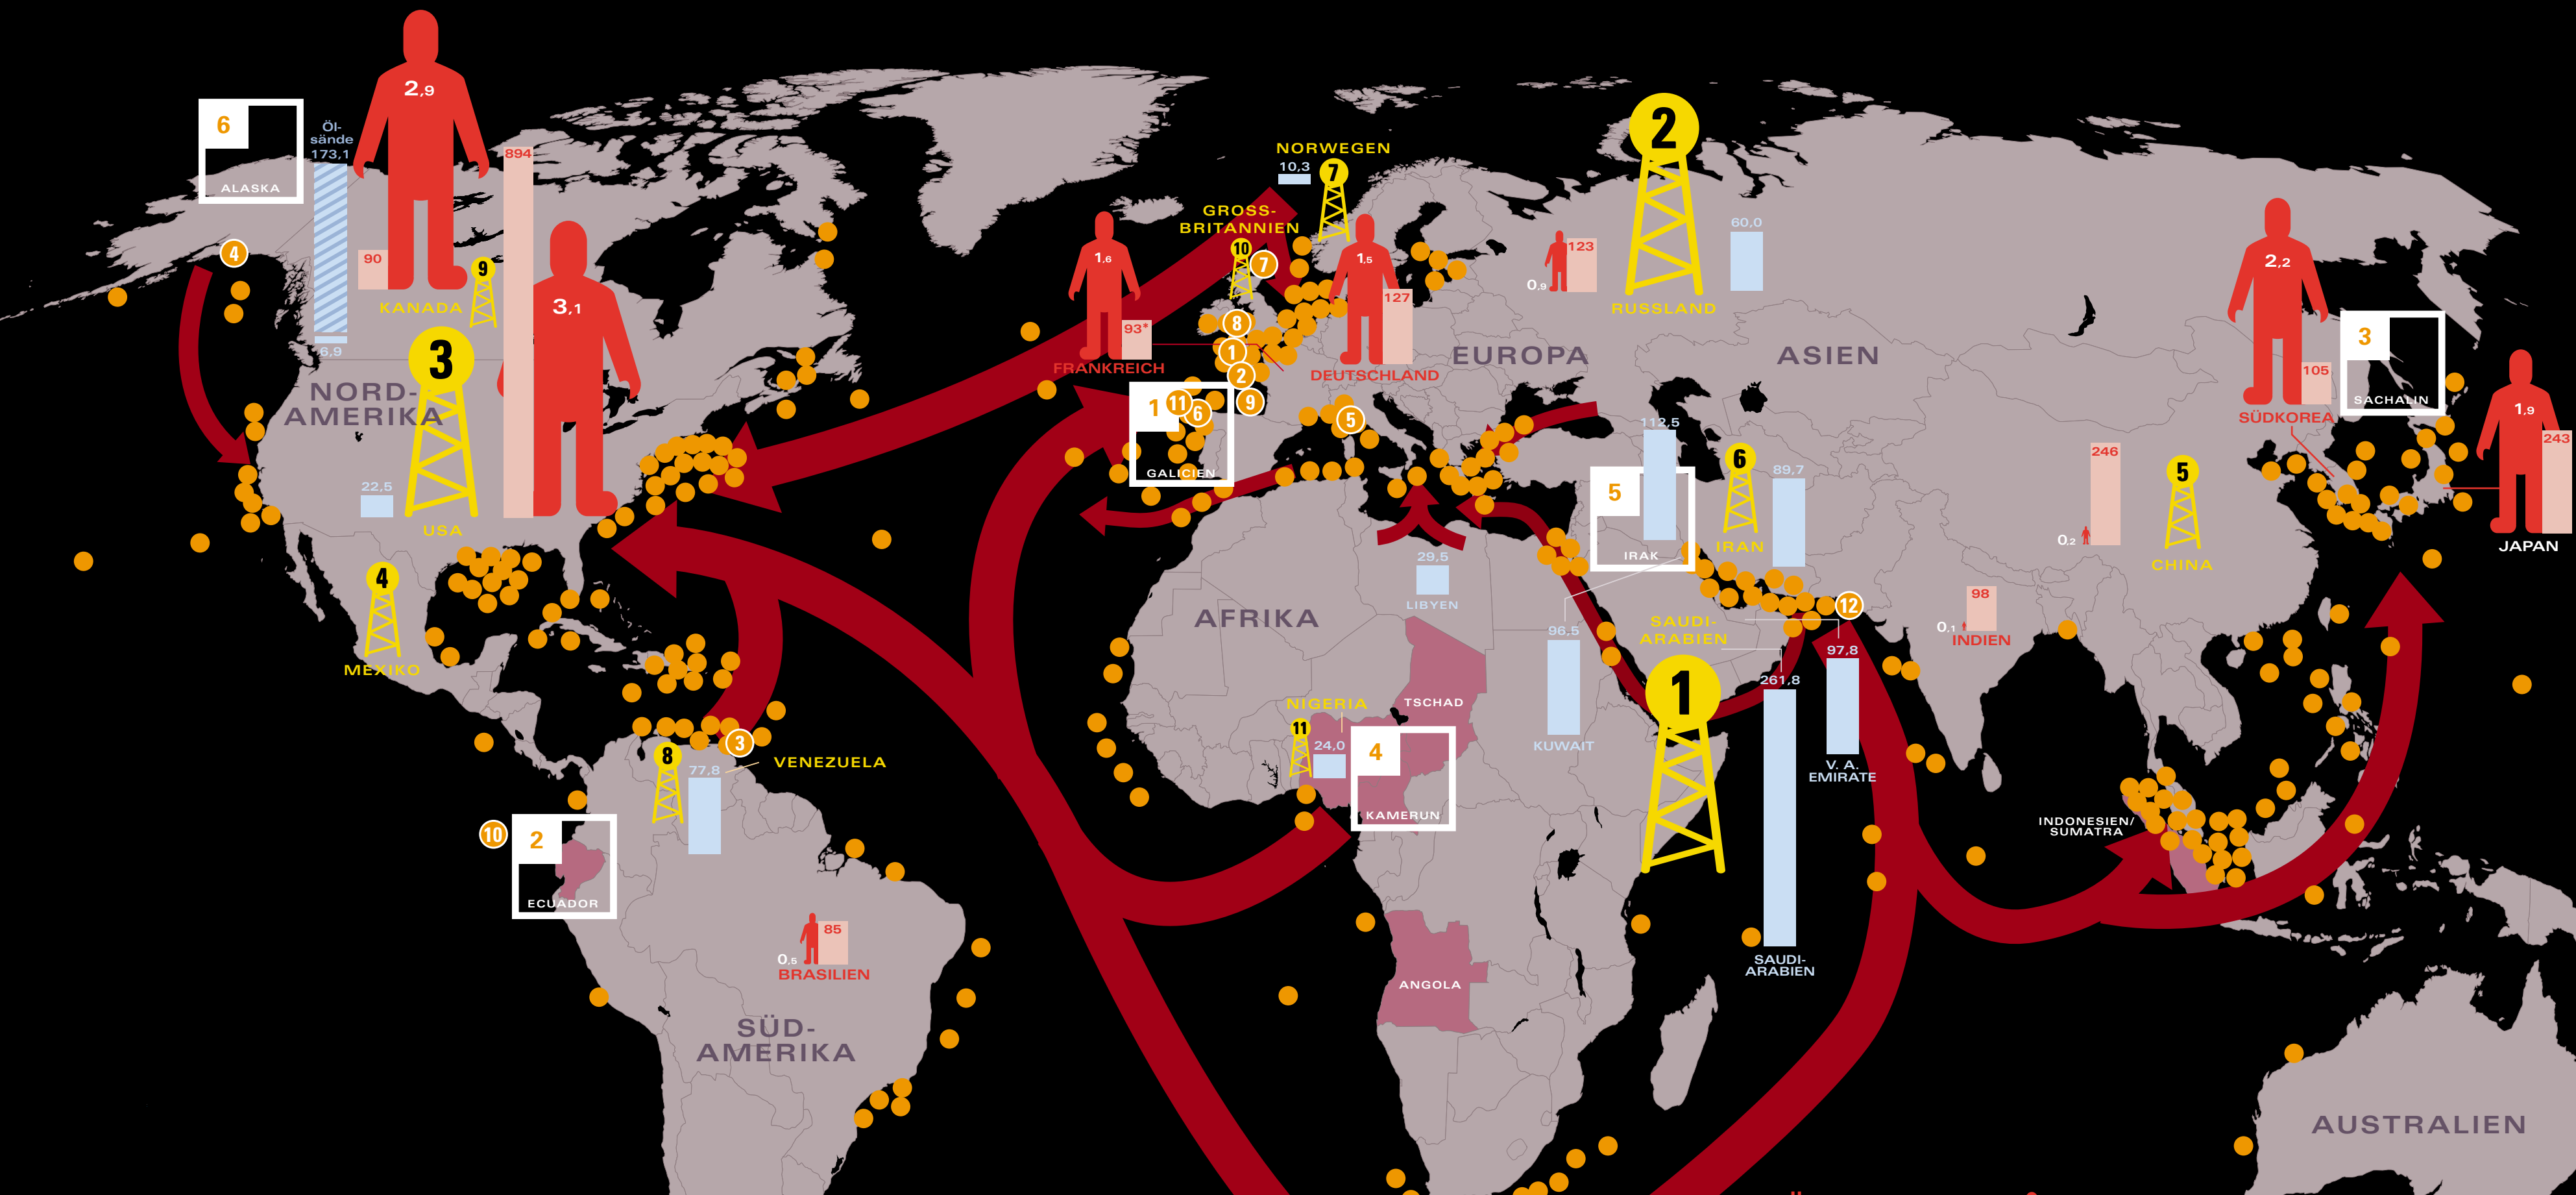 6
ALASKA
Öl-
sände
173,1
6,9
2,9
90
KANADA
9
894
3,1
3
USA
22,5
NORD-
AMERIKA
4
4
MEXIKO
8
3
77,8
VENEZUELA
10
2
ECUADOR
0,5
85
BRASILIEN
SÜD-
AMERIKA
NORWEGEN
10,3
7
GROSS-
BRITANNIEN
10
7
1,6
93*
FRANKREICH
8
1
2
9
1
11
6
GALICIEN
1,5
127
DEUTSCHLAND
5
EUROPA
ASIEN
0,9
123
2
RUSSLAND
60,0
112,5
5
IRAK
6
IRAN
89,7
12
29,5
LIBYEN
AFRIKA
TSCHAD
NIGERIA
11
24,0
4
KAMERUN
ANGOLA
96,5
KUWAIT
SAUDI-
ARABIEN
1
261,8
SAUDI-
ARABIEN
97,8
V. A.
EMIRATE
98
0,1
INDIEN
246
0,2
5
CHINA
2,2
105
SÜDKOREA
3
SACHALIN
1,9
243
JAPAN
INDONESIEN/
SUMATRA
AUSTRALIEN